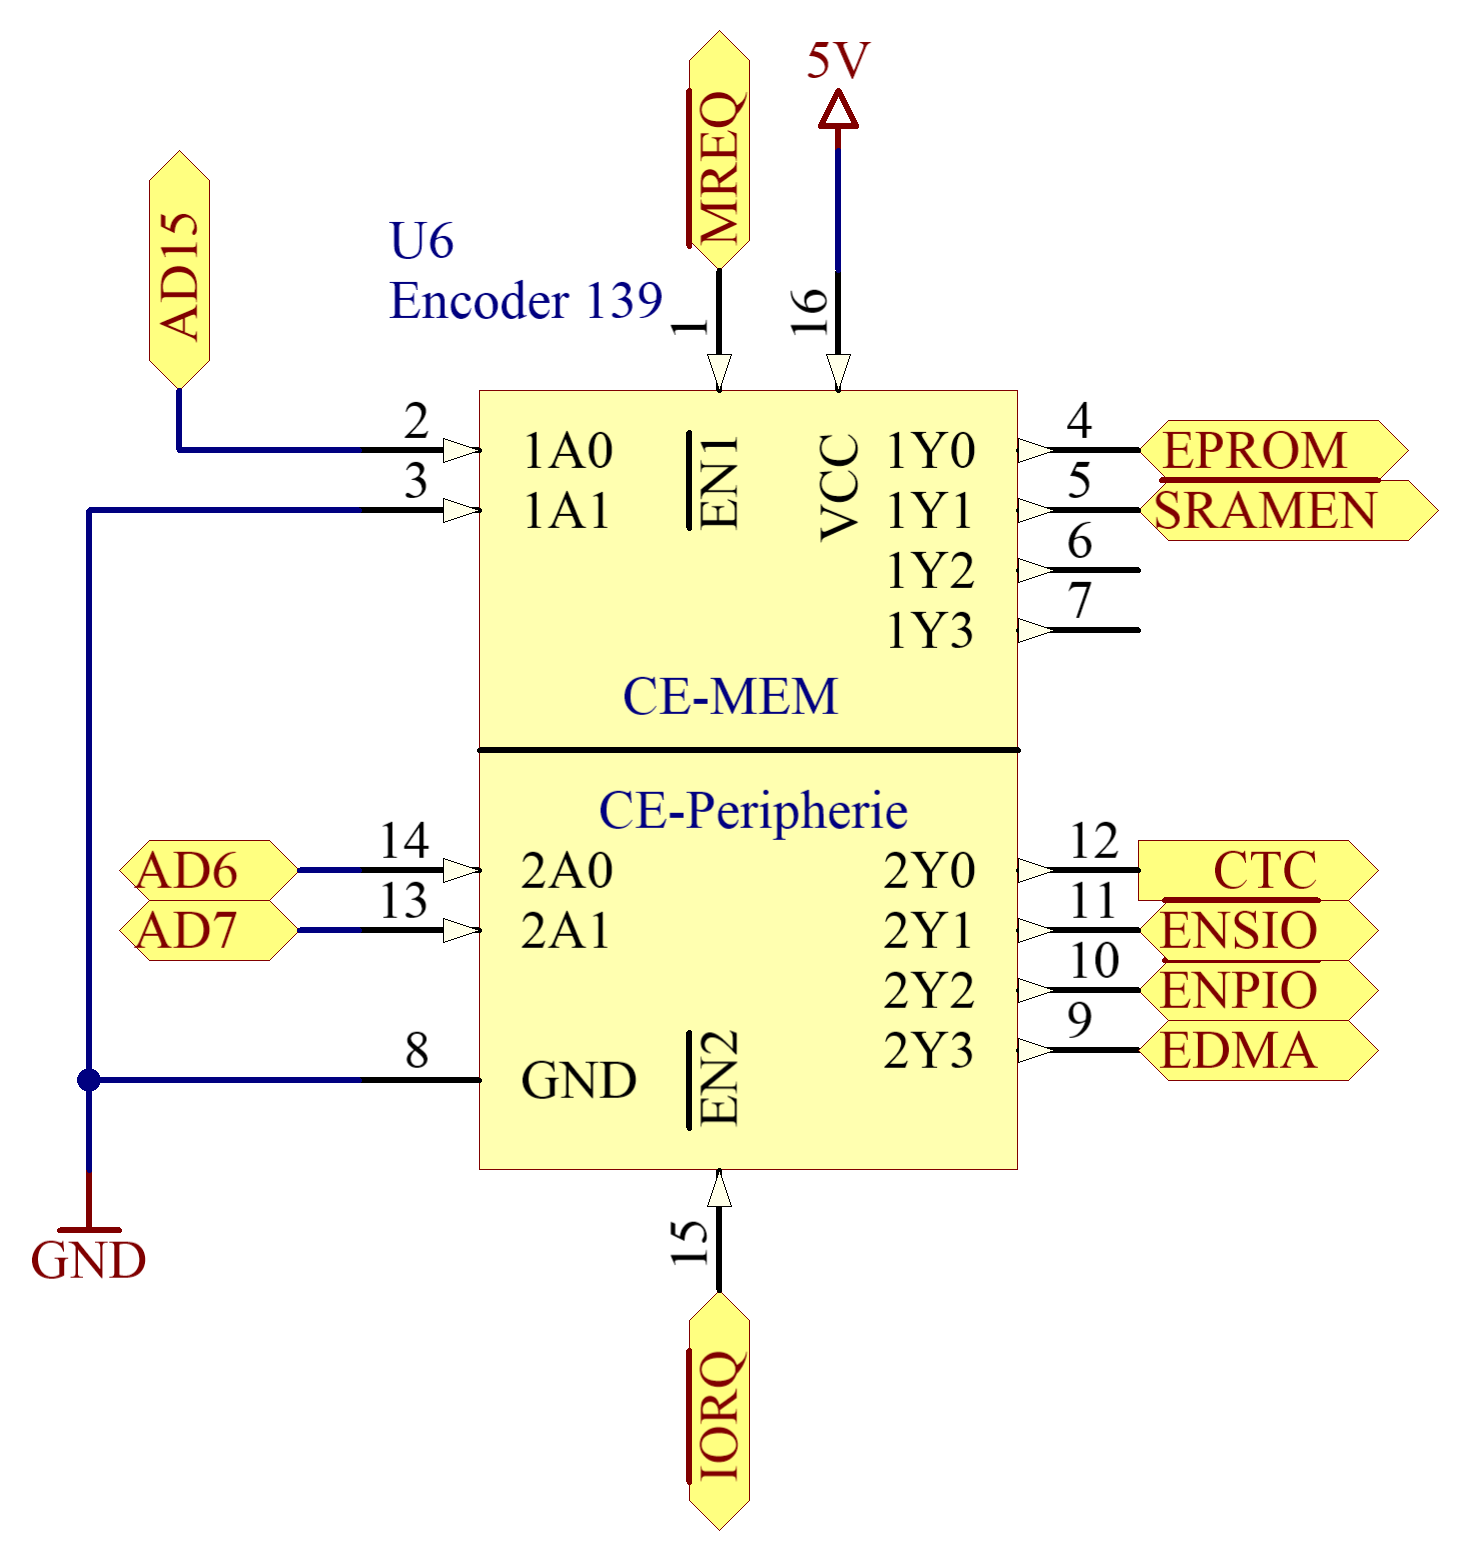 5V
MREQ
AD15
U6
Encoder 139
1
16
2
1A0
EN1
VCC
1Y0
4
EPROM
3
1A1
1Y1
5
SRAMEN
1Y2
6
1Y3
7
CE-MEM
CE-Peripherie
AD6
14
2A0
2Y0
12
CTC
AD7
13
2A1
2Y1
11
ENSIO
2Y2
10
ENPIO
8
GND
EN2
2Y3
9
EDMA
15
GND
IORQ